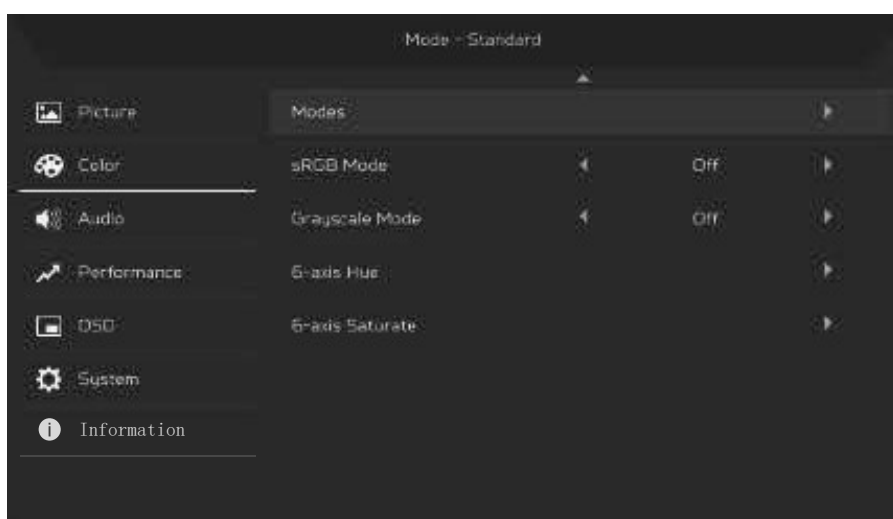 Mode - Standard
Picture
Modes
Color
sRGB Mode
Off
Audio
Grayscale Mode
Off
Performance
6-axis Hue
OSD
6-axis Saturate
System
Information